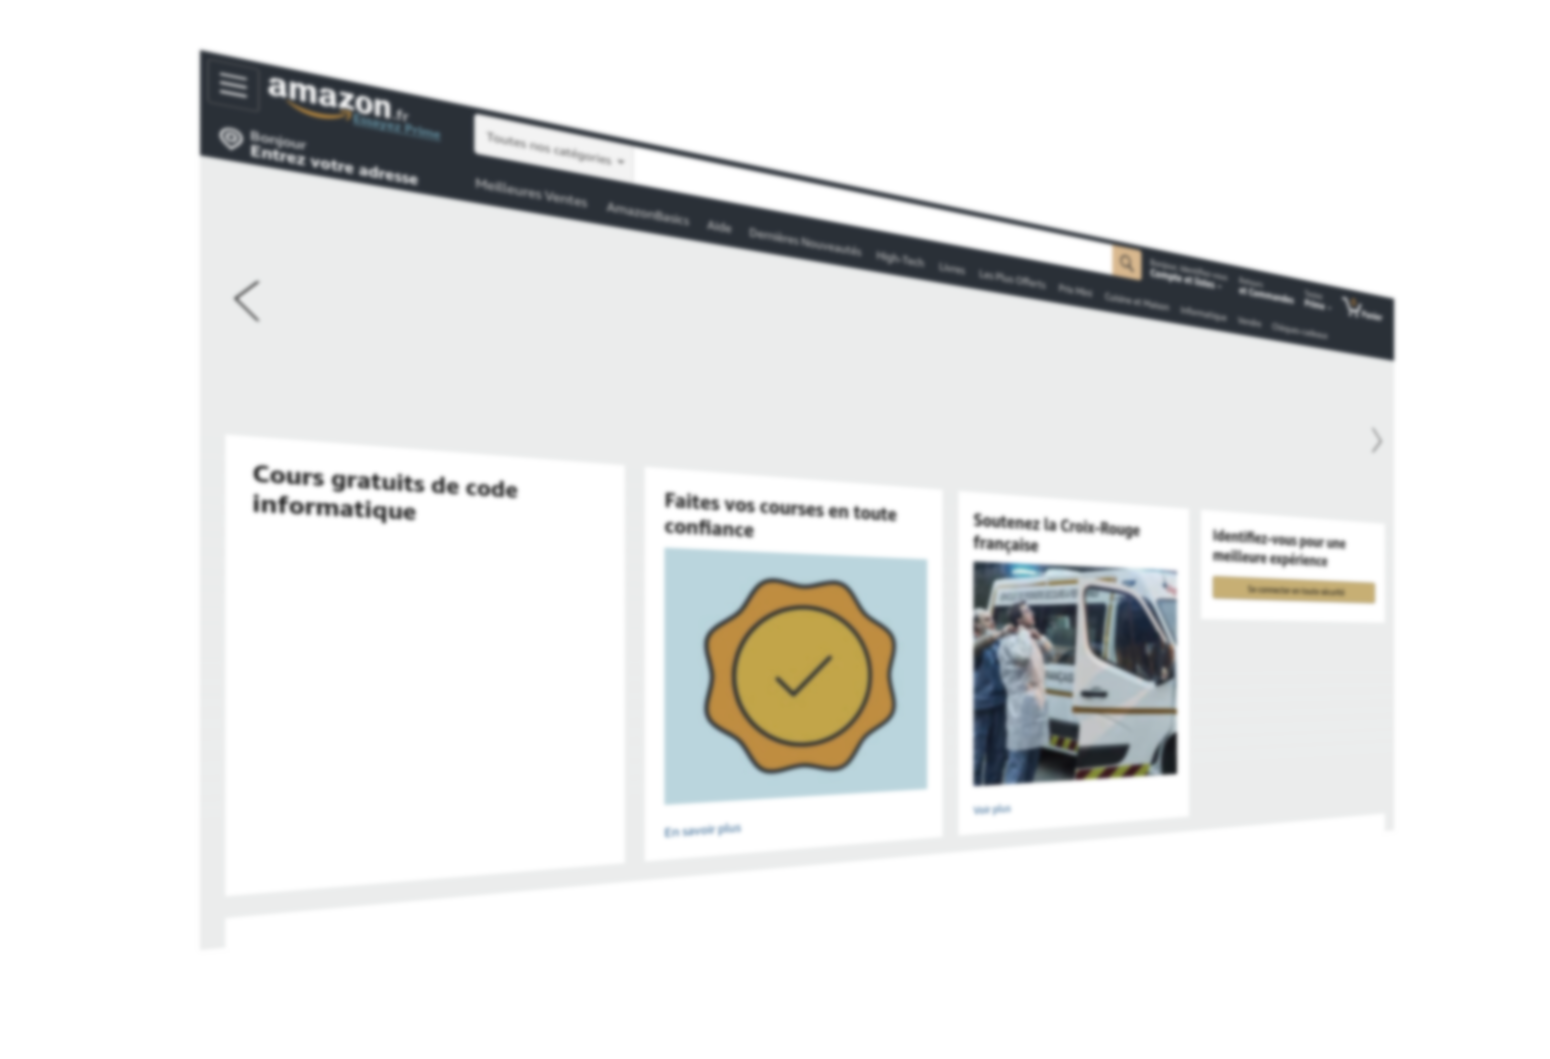 amazon.fr
Essayez Prime
Toutes nos catégories
Bonjour, Identifiez-vous
Compte et listes
Retours
et Commandes
Prime
Panier
Bonjour
Entrez votre adresse
Meilleures Ventes AmazonBasics Aide Dernières Nouveautés High-Tech Livres Les Plus Offerts Prix Mini Cuisine et Maison Informatique Vendre Chèques-cadeaux
Cours gratuits de code
informatique
Faites vos courses en toute
confiance
En savoir plus
Soutenez la Croix-Rouge
française
Voir plus
Identifiez-vous pour une
meilleure expérience
Se connecter en toute sécurité